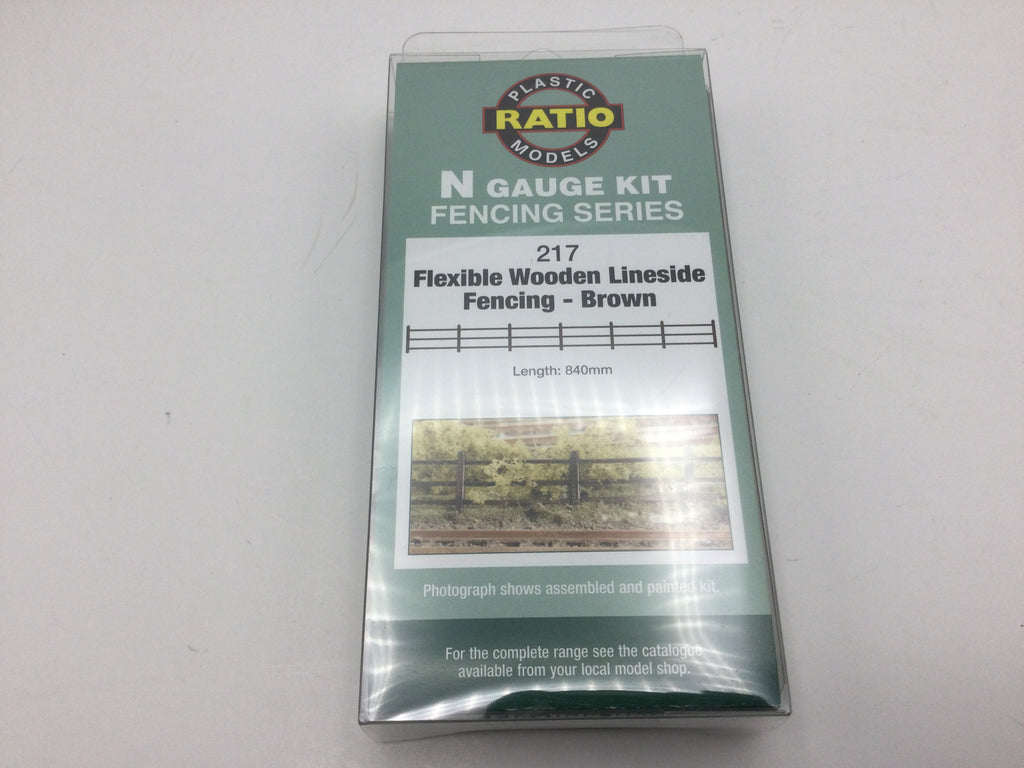 PLASTIC
RATIO
MODELS
N GAUGE KIT
FENCING SERIES
217
Flexible Wooden Lineside
Fencing - Brown
Length: 840mm
Photograph shows assembled and painted kit.
For the complete range see the catalogue
available from your local model shop.